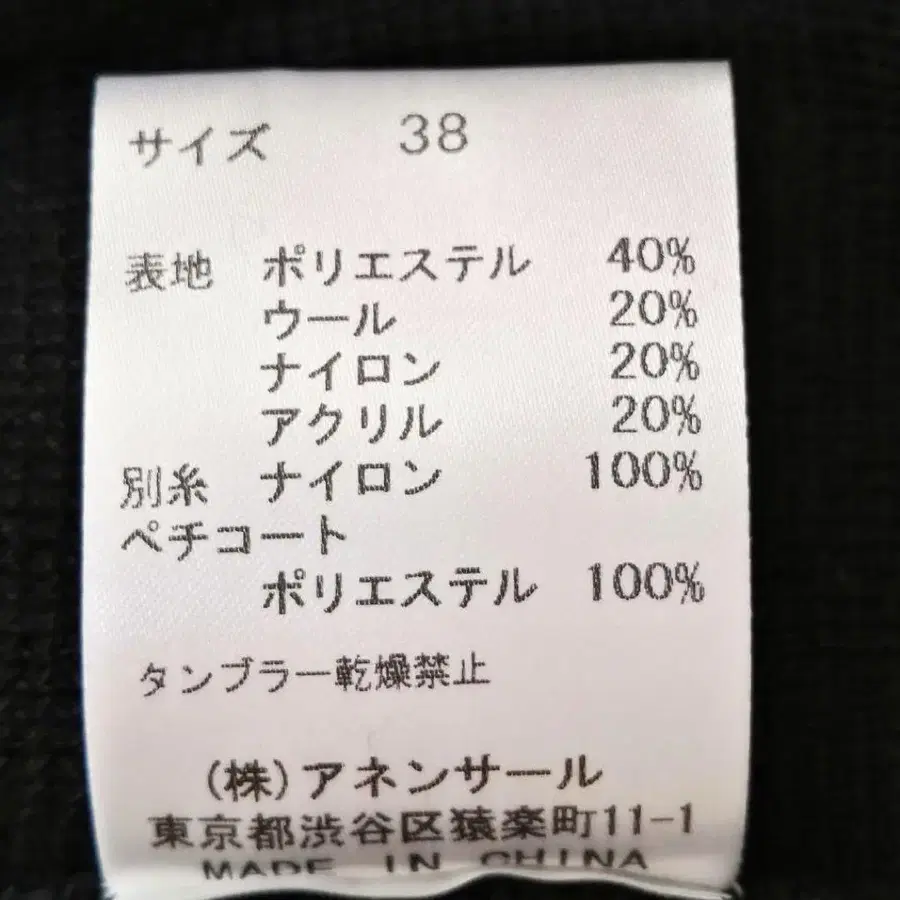 サイズ 38
表地 ポリエステル 40%
ウール 20%
ナイロン 20%
アクリル 20%
別糸 ナイロン 100%
ペチコート
ポリエステル 100%
タンブラー乾燥禁止
(株)アネンサール
東京都渋谷区猿楽町11-1
MADE IN CHINA